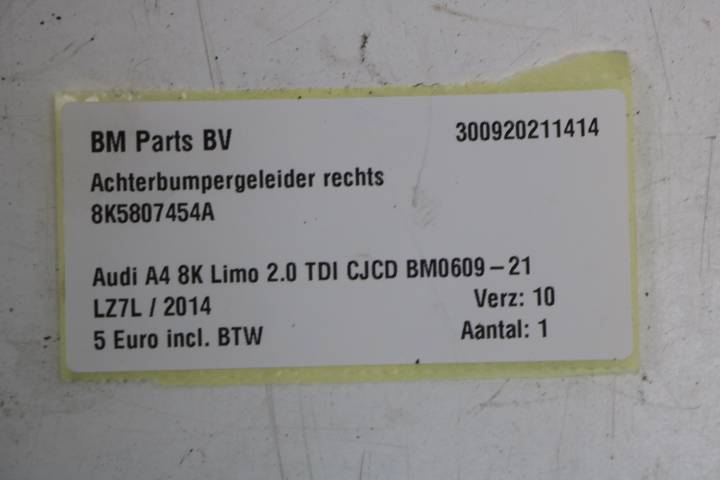 BM Parts BV 300920211414
Achterbumpergeleider rechts
8K5807454A
Audi A4 8K Limo 2.0 TDI CJCD BM0609-21
LZ7L / 2014 Verz: 10
5 Euro incl. BTW Aantal: 1